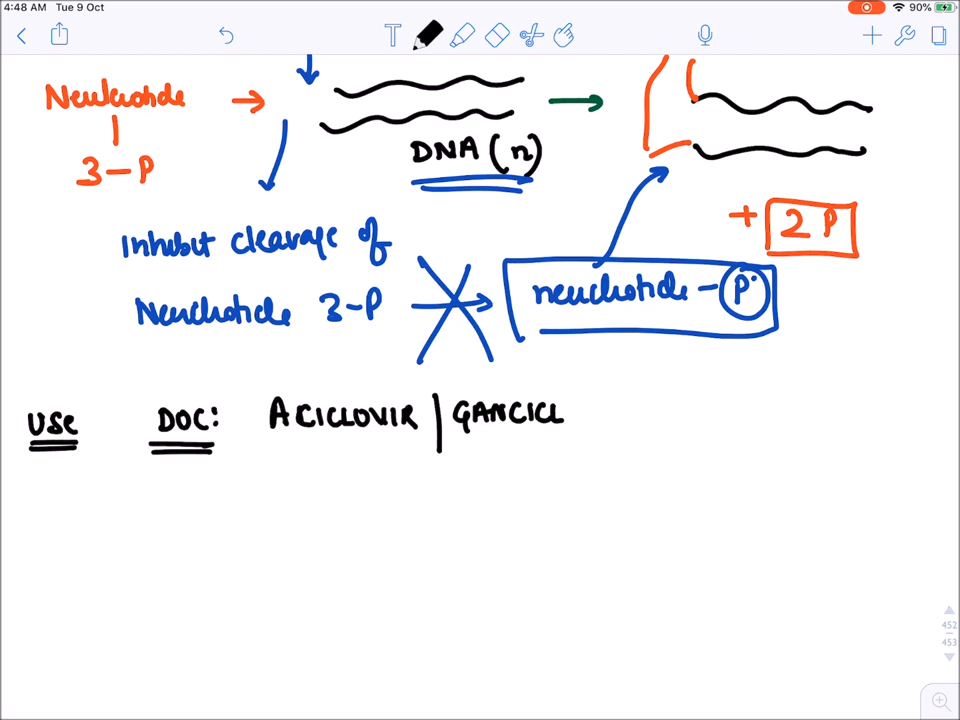 4:48 AM Tue 9 Oct 90%
Neucleotide
3-P
DNA (n)
+ 2 P
Inhibit cleavage of
Neucleotide 3-P
neucleotide - P
USE DOC: ACICLOVIR | GANCICL
452
453